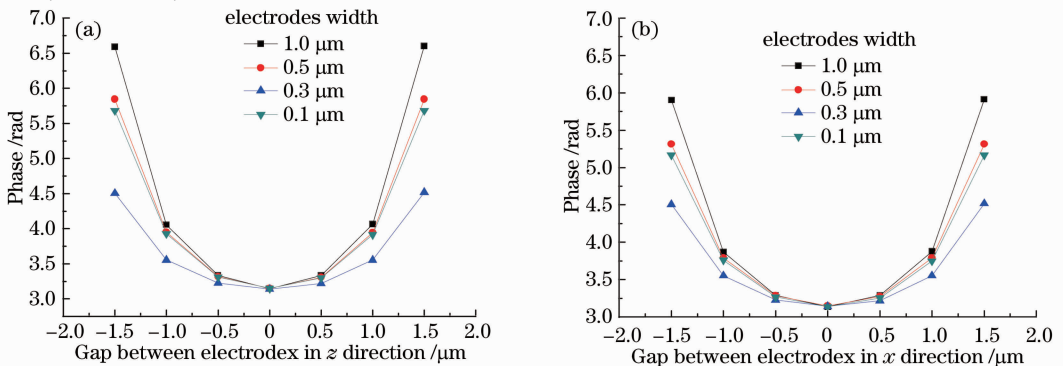 (a)
electrodes width
1.0 μm
0.5 μm
0.3 μm
0.1 μm
7.0
6.5
6.0
5.5
5.0
4.5
4.0
3.5
3.0
Phase /rad
−2.0 −1.5 −1.0 −0.5 0 0.5 1.0 1.5 2.0
Gap between electrodex in z direction /μm
(b)
electrodes width
1.0 μm
0.5 μm
0.3 μm
0.1 μm
7.0
6.5
6.0
5.5
5.0
4.5
4.0
3.5
3.0
Phase /rad
−2.0 −1.5 −1.0 −0.5 0 0.5 1.0 1.5 2.0
Gap between electrodex in x direction /μm